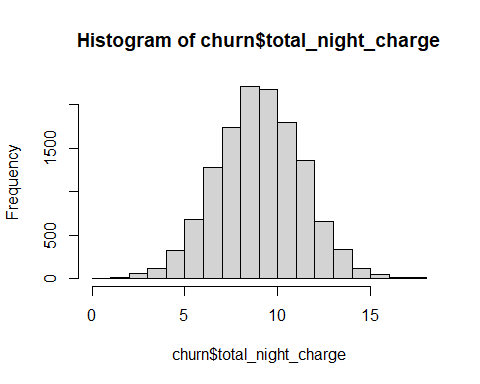 Histogram of churn$total_night_charge
Frequency
1500
500
0
0 5 10 15
churn$total_night_charge